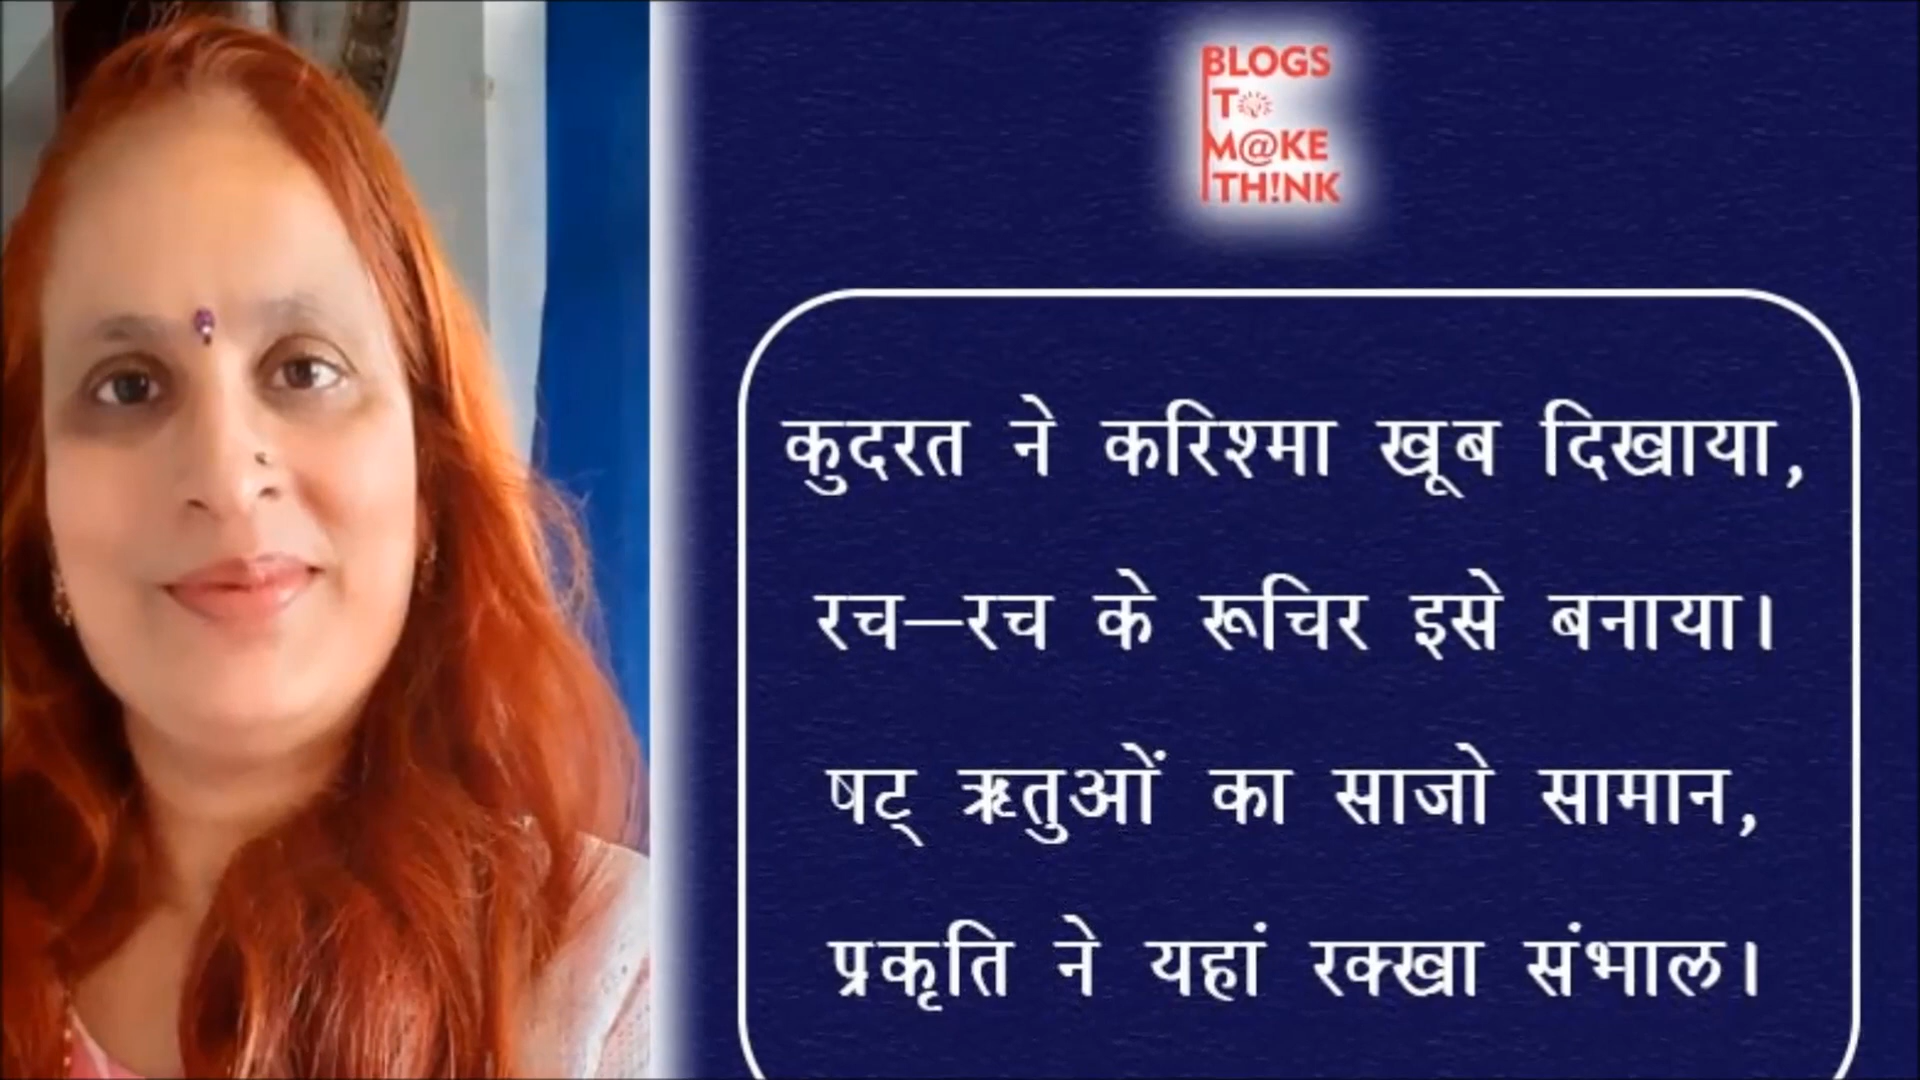 BLOGS
TO
M@KE
TH!NK
कुदरत ने करिश्मा खूब दिखाया,
रच–रच के रूचिर इसे बनाया।
षट् ऋतुओं का साजो सामान,
प्रकृति ने यहां रक्खा संभाल।